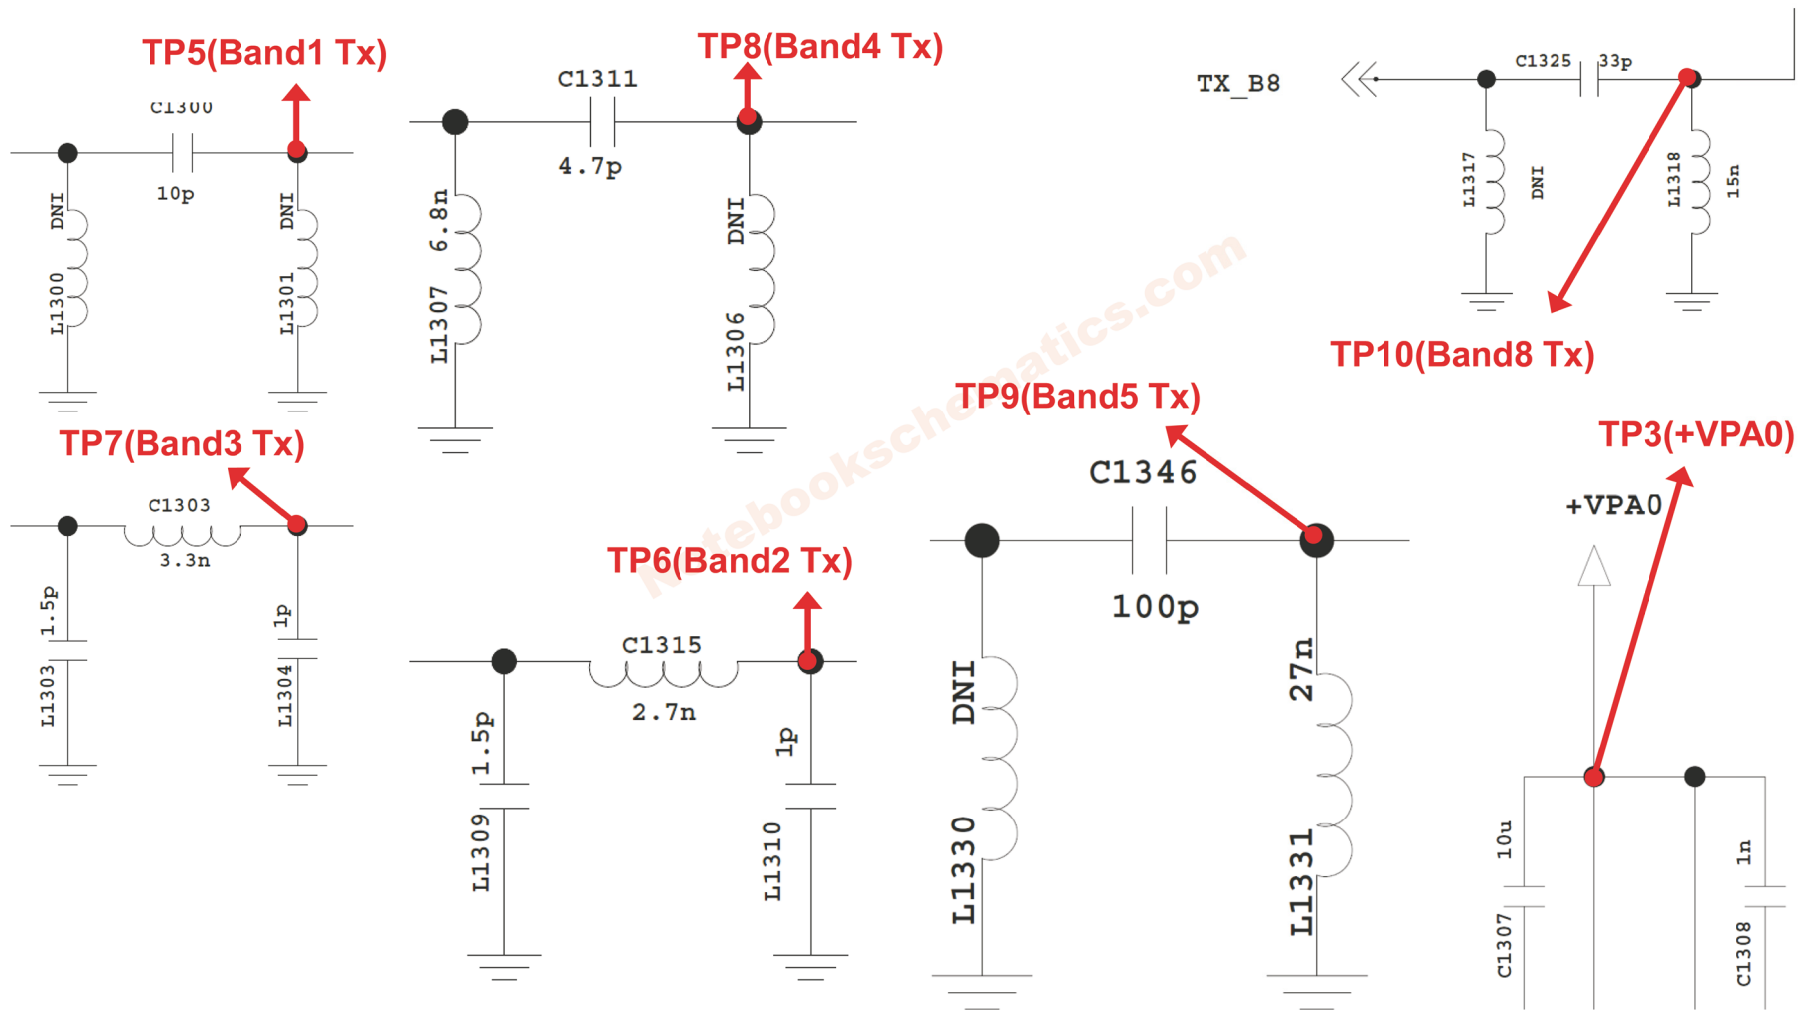 TP5(Band1 Tx)
C1300
10p
DNI
L1300
DNI
L1301
TP8(Band4 Tx)
C1311
4.7p
6.8n
L1307
DNI
L1306
TX_B8
C1325
33p
L1317
DNI
L1318
15n
TP10(Band8 Tx)
TP7(Band3 Tx)
C1303
3.3n
1.5p
L1303
1p
L1304
TP6(Band2 Tx)
C1315
2.7n
1.5p
L1309
1p
L1310
TP9(Band5 Tx)
C1346
100p
DNI
L1330
27n
L1331
TP3(+VPA0)
+VPA0
10u
C1307
1n
C1308
Notebookschematics.com